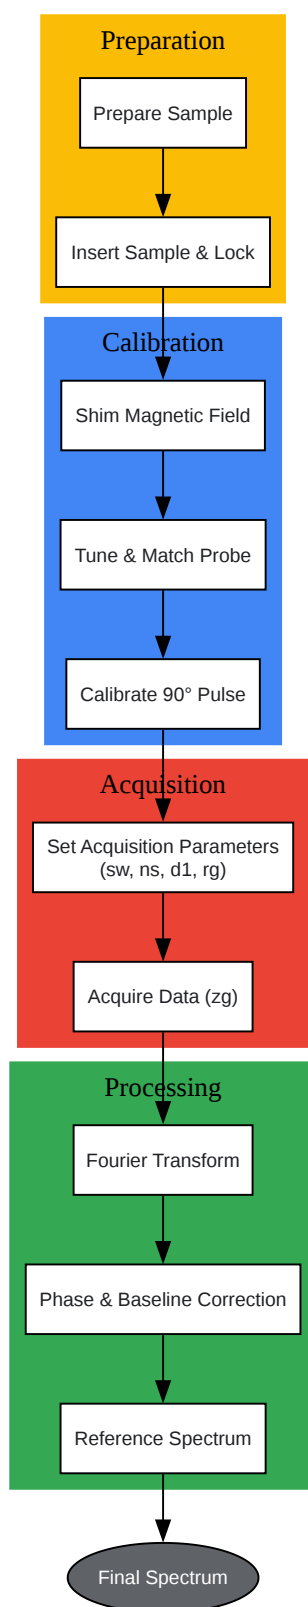 Preparation
Prepare Sample
Insert Sample & Lock
Calibration
Shim Magnetic Field
Tune & Match Probe
Calibrate 90° Pulse
Acquisition
Set Acquisition Parameters
(sw, ns, d1, rg)
Acquire Data (zg)
Processing
Fourier Transform
Phase & Baseline Correction
Reference Spectrum
Final Spectrum